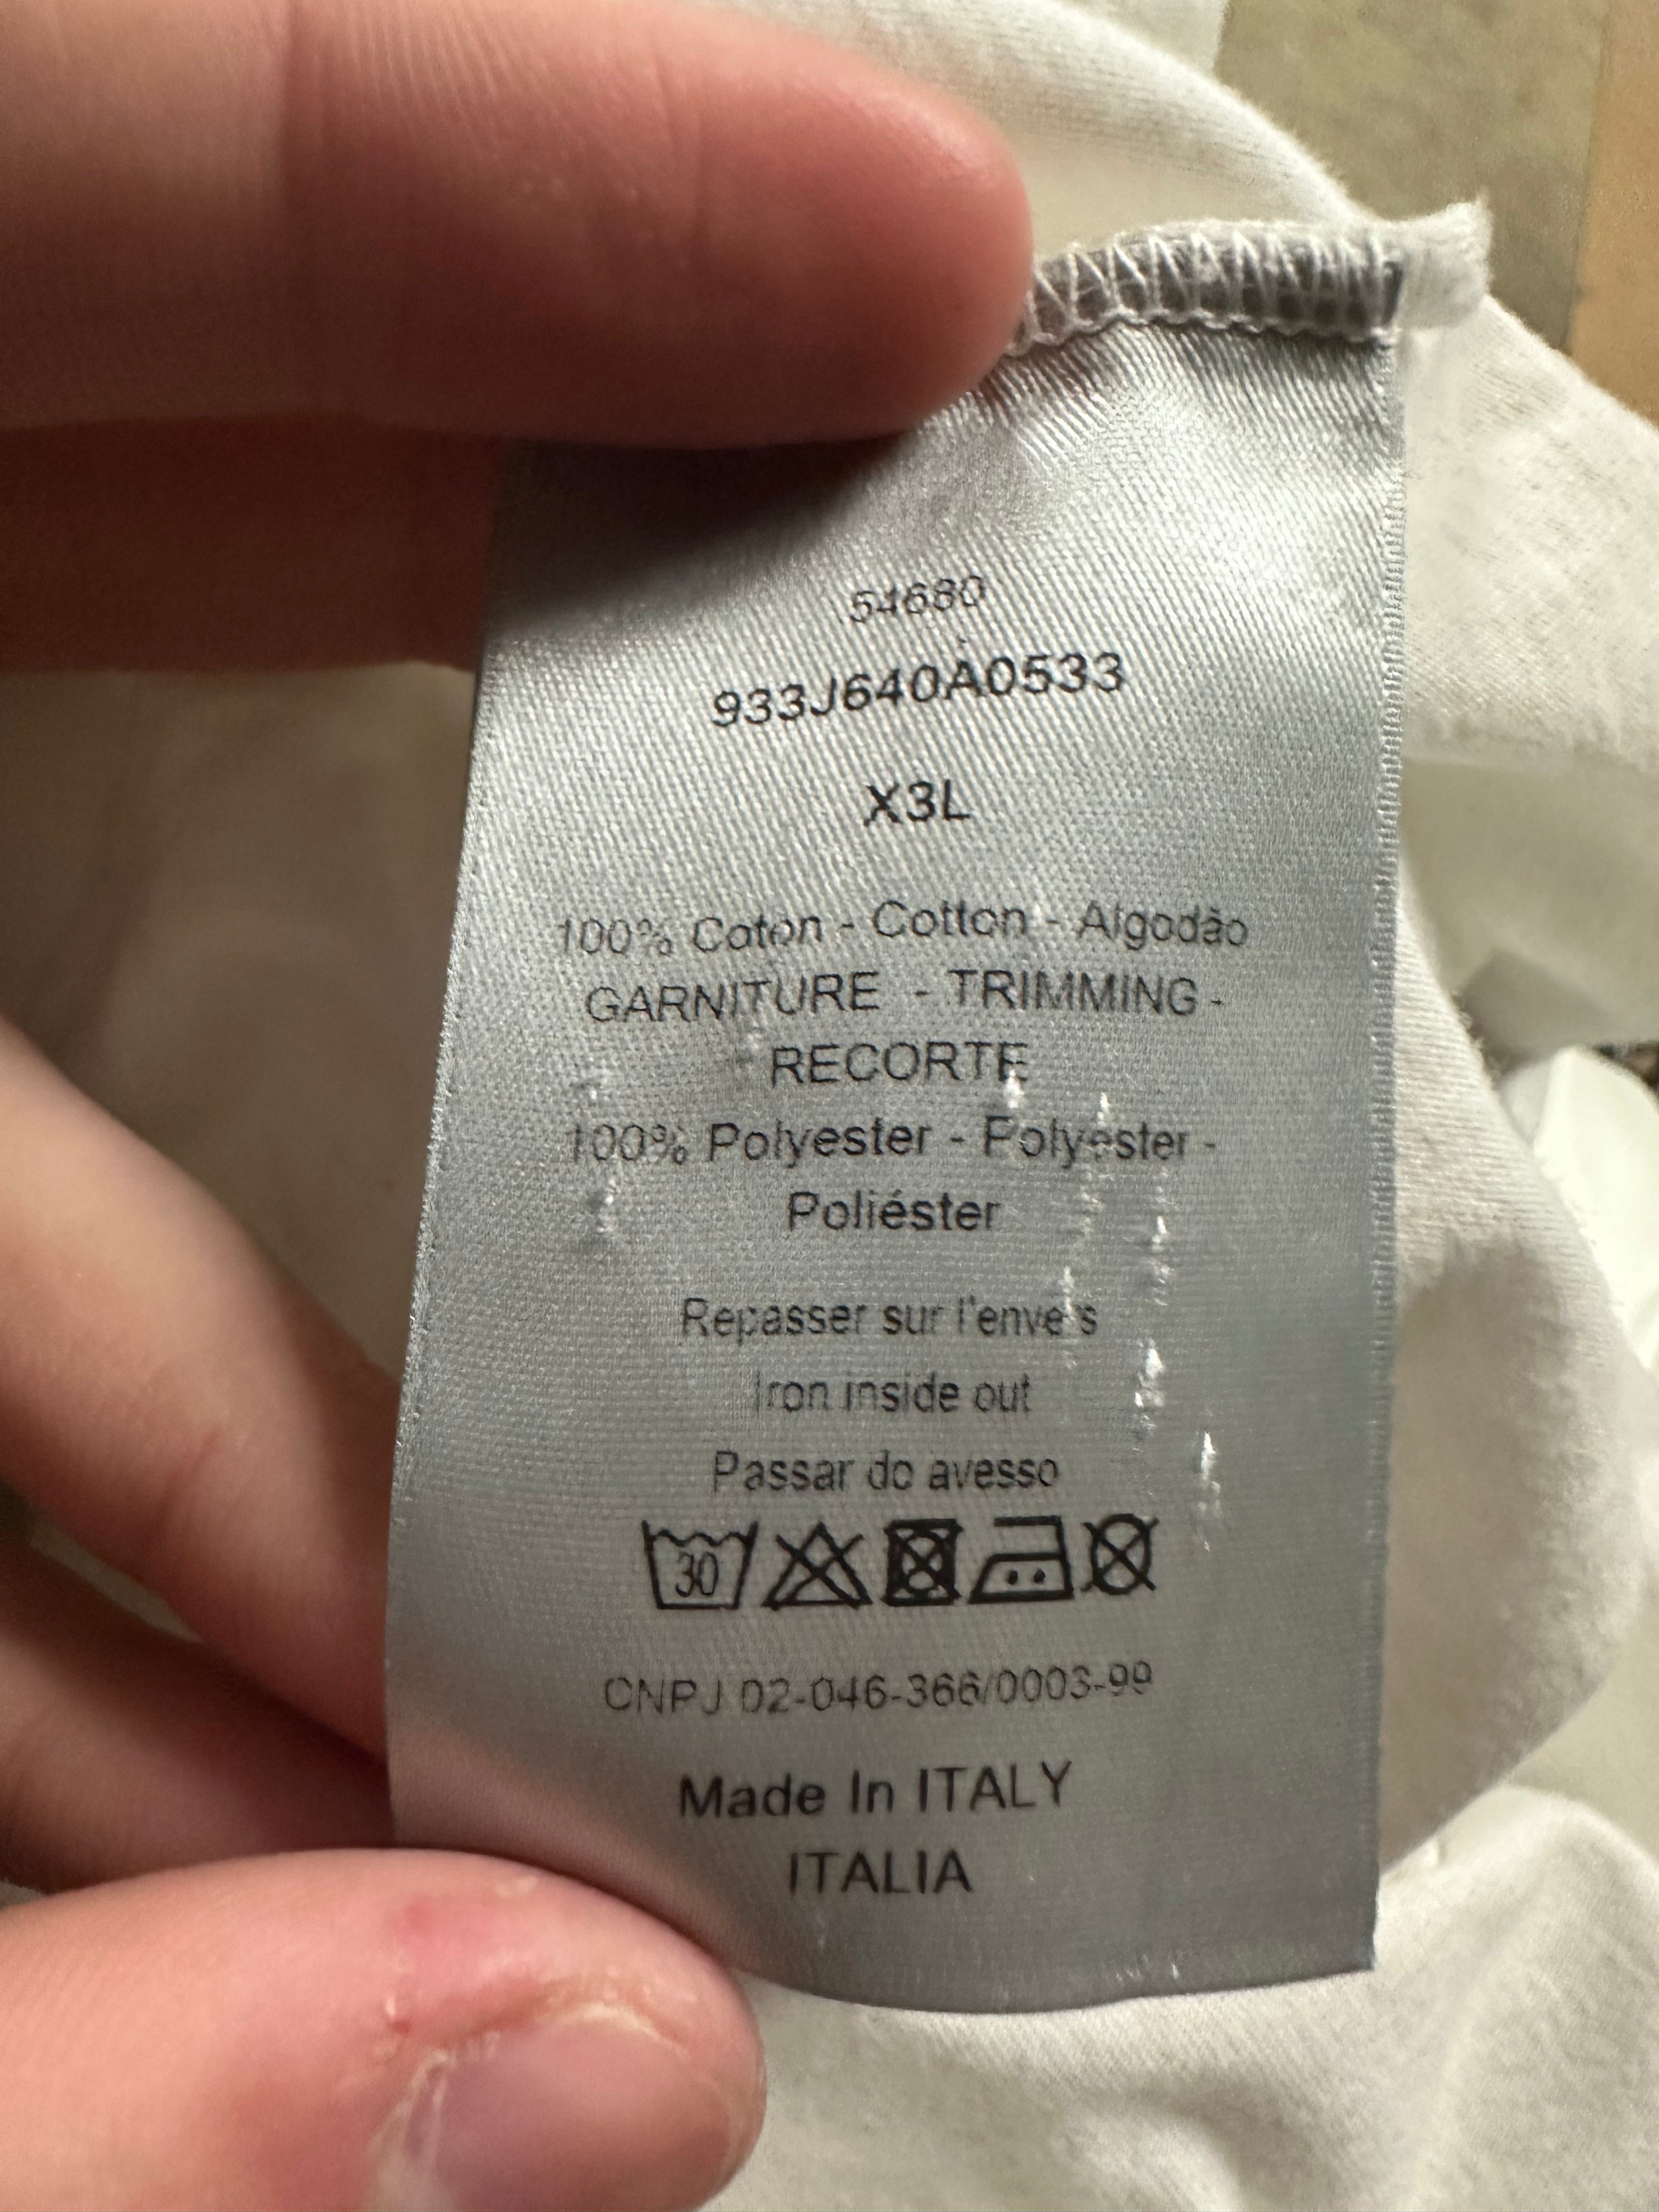 54680
933J640A0533
X3L
100% Coton - Cotton - Algodão
GARNITURE - TRIMMING -
RECORTE
100% Polyester - Polyester -
Poliéster
Repasser sur l'envers
Iron inside out
Passar do avesso
30
CNPJ 02-046-366/0003-99
Made In ITALY
ITALIA